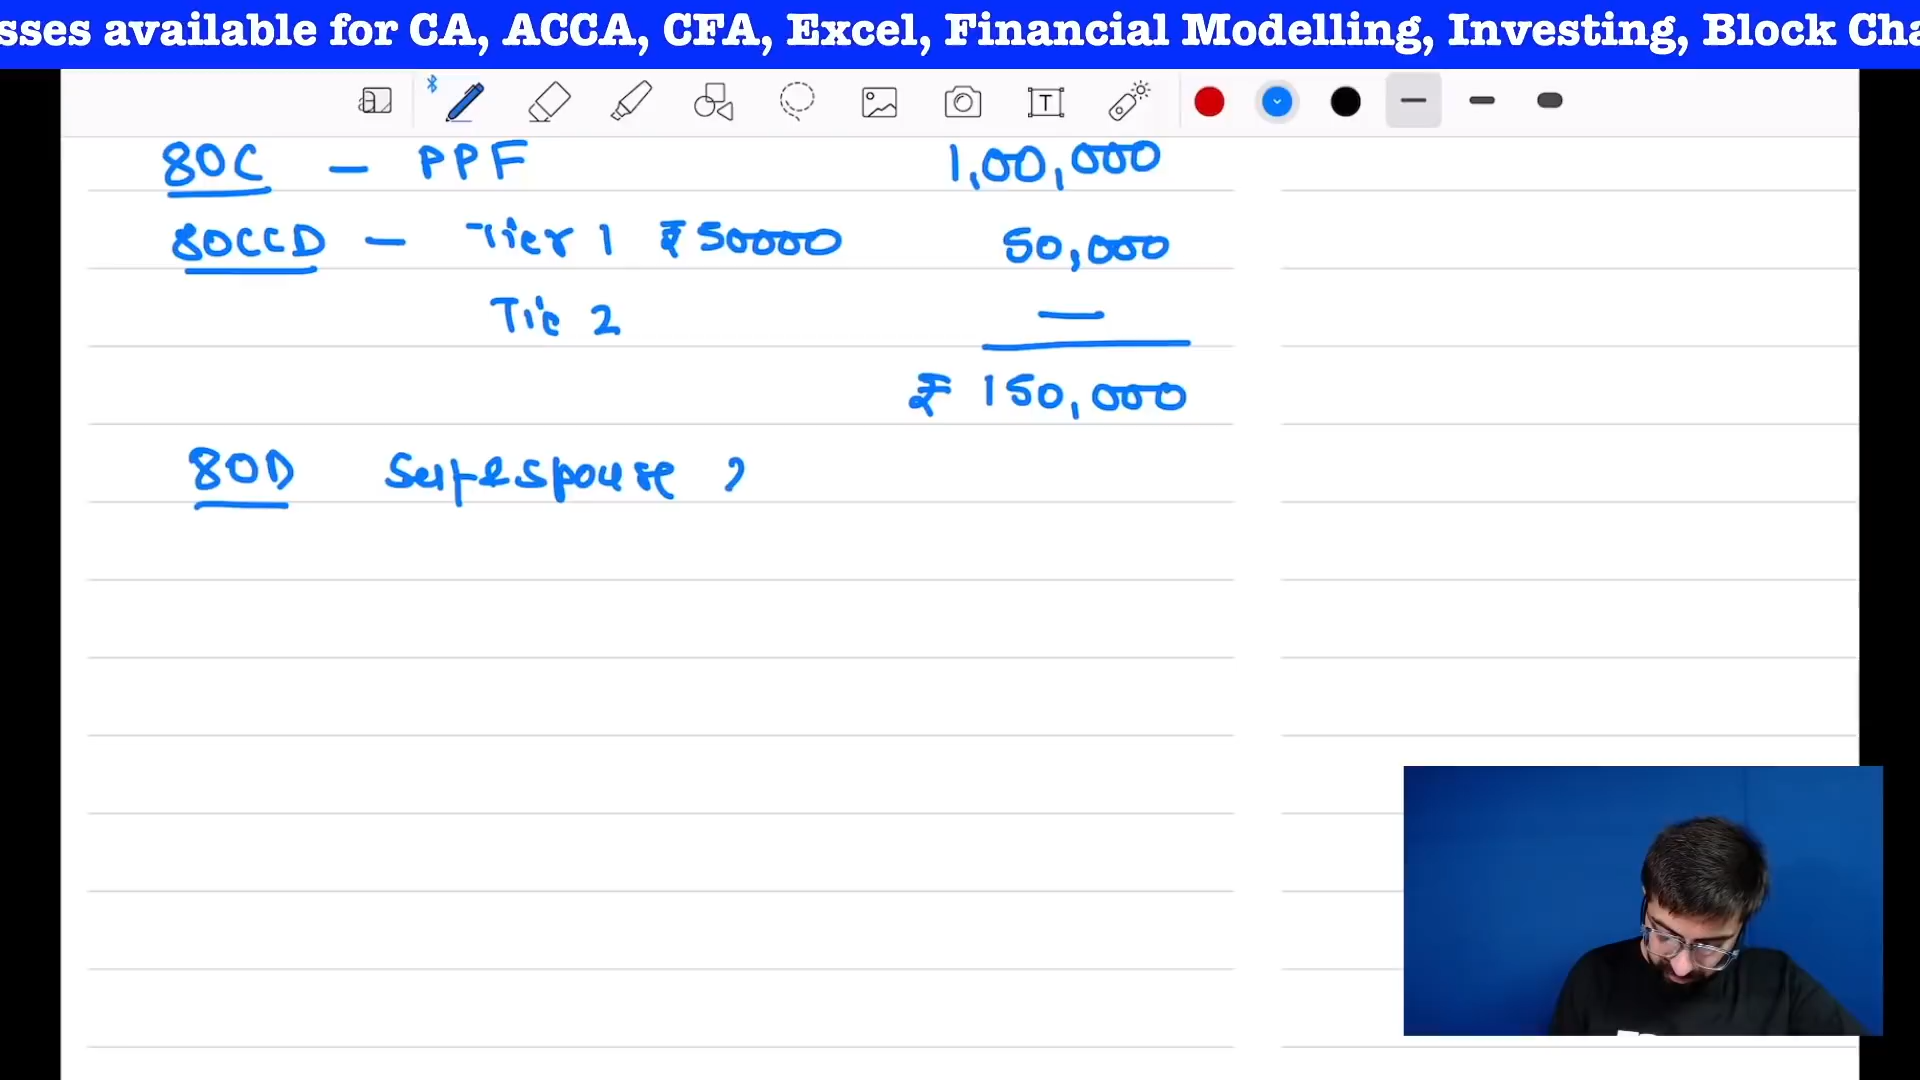 sses available for CA, ACCA, CFA, Excel, Financial Modelling, Investing, Block Cha
80C — PPF 1,00,000
80CCD — Tier 1 ₹50000 50,000
Tie 2 —
₹ 150,000
80D Self & spouse